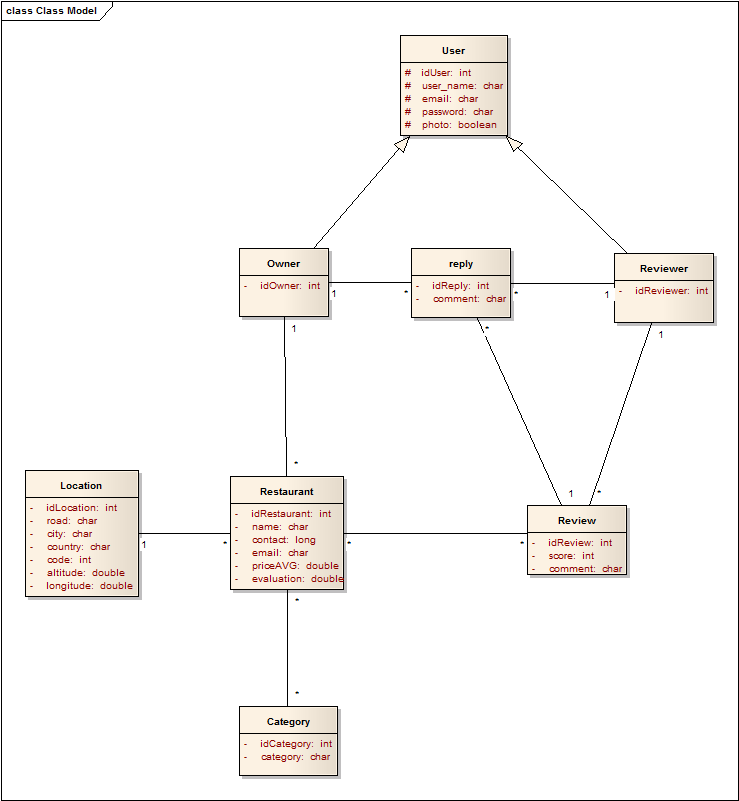 class Class Model
User
# idUser: int
# user_name: char
# email: char
# password: char
# photo: boolean
Owner
- idOwner: int
reply
- idReply: int
- comment: char
Reviewer
- idReviewer: int
1
*
*
1
1
*
1
*
1
*
Location
- idLocation: int
- road: char
- city: char
- country: char
- code: int
- altitude: double
- longitude: double
Restaurant
- idRestaurant: int
- name: char
- contact: long
- email: char
- priceAVG: double
- evaluation: double
Review
- idReview: int
- score: int
- comment: char
1
*
*
*
*
*
Category
- idCategory: int
- category: char